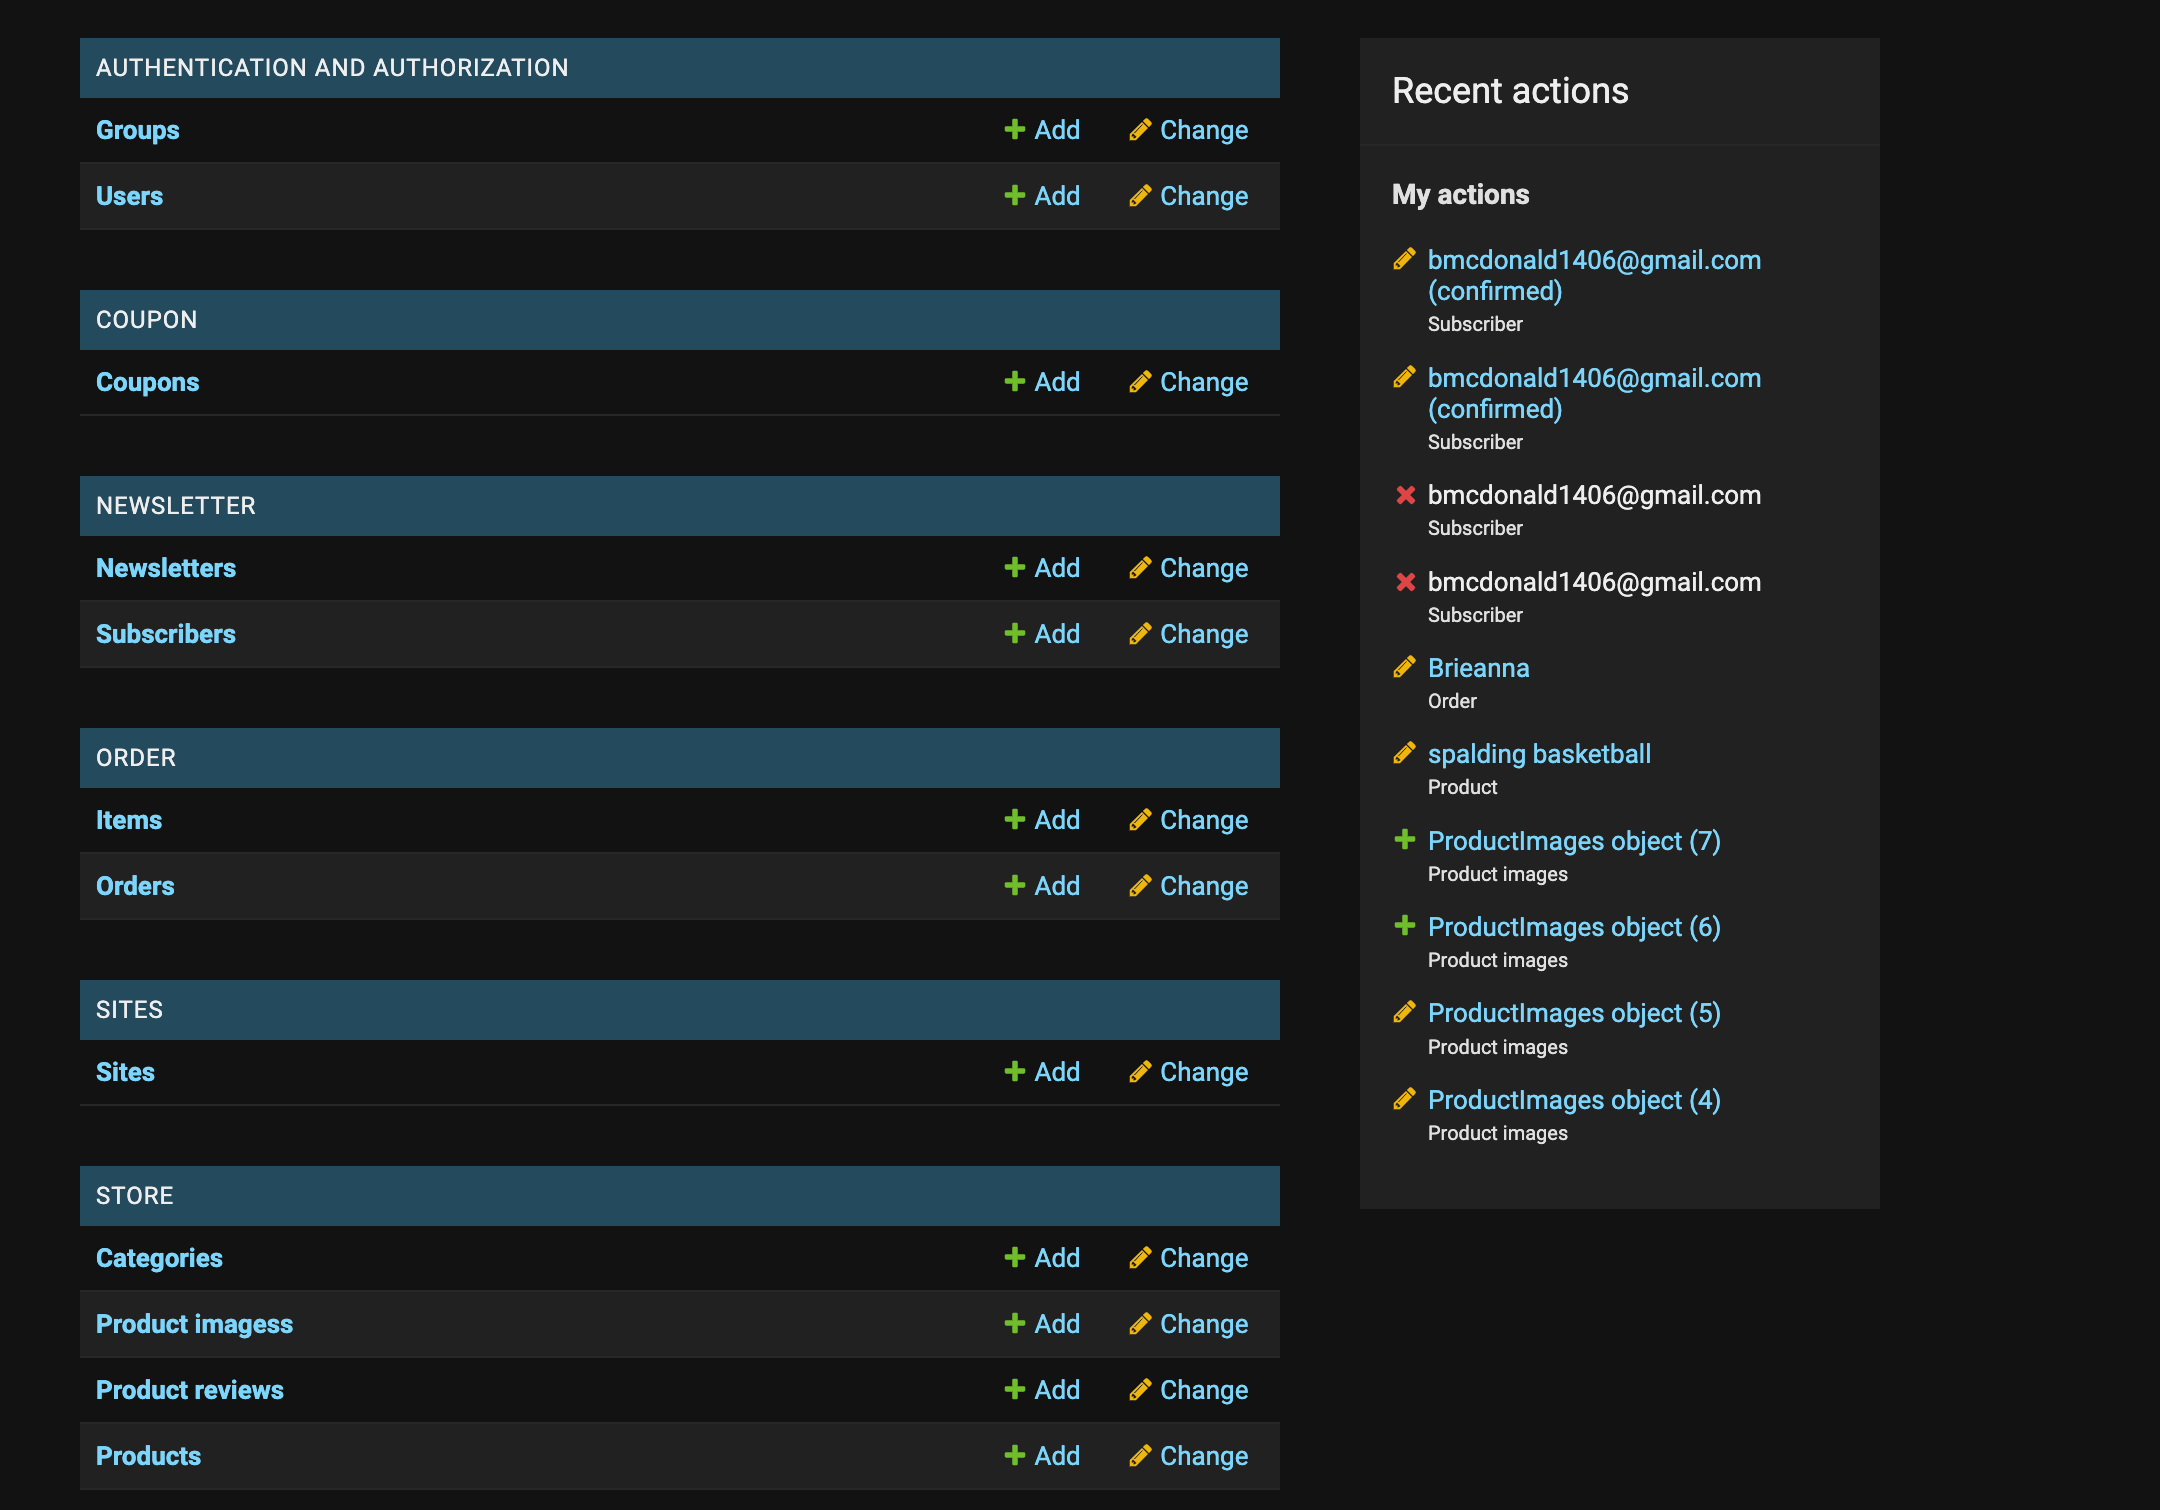 AUTHENTICATION AND AUTHORIZATION
Groups Add Change
Users Add Change
COUPON
Coupons Add Change
NEWSLETTER
Newsletters Add Change
Subscribers Add Change
ORDER
Items Add Change
Orders Add Change
SITES
Sites Add Change
STORE
Categories Add Change
Product imagess Add Change
Product reviews Add Change
Products Add Change
Recent actions
My actions
bmcdonald1406@gmail.com
(confirmed)
Subscriber
bmcdonald1406@gmail.com
(confirmed)
Subscriber
bmcdonald1406@gmail.com
Subscriber
bmcdonald1406@gmail.com
Subscriber
Brieanna
Order
spalding basketball
Product
ProductImages object (7)
Product images
ProductImages object (6)
Product images
ProductImages object (5)
Product images
ProductImages object (4)
Product images